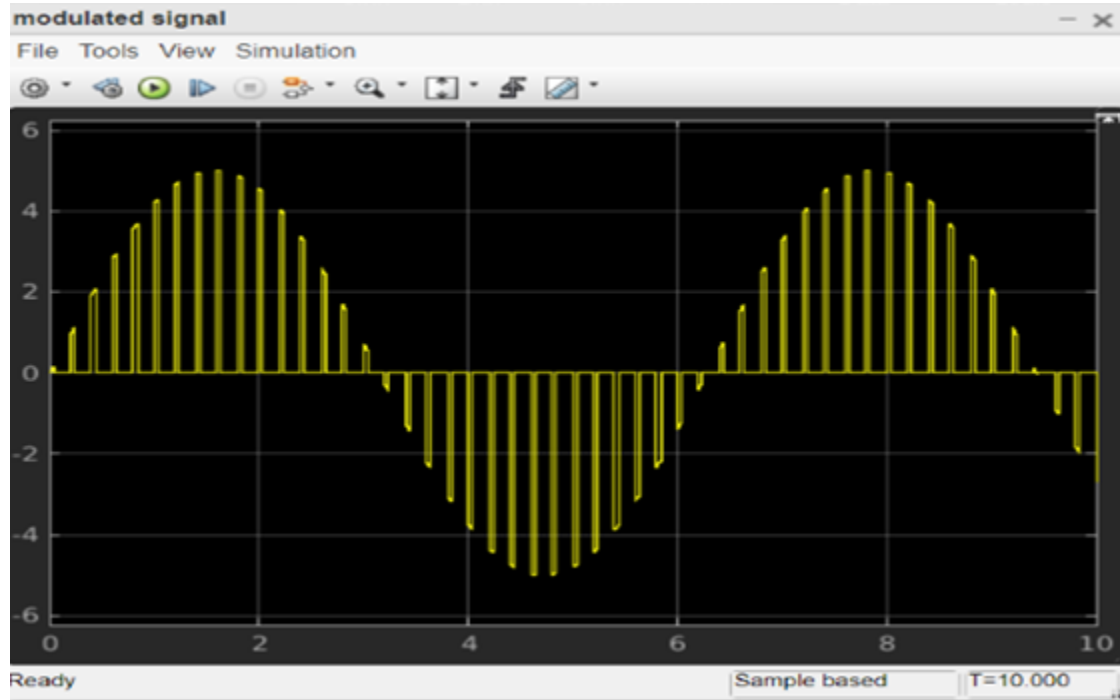 modulated signal
File Tools View Simulation
6
4
2
0
-2
-4
-6
0 2 4 6 8 10
Ready Sample based T=10.000